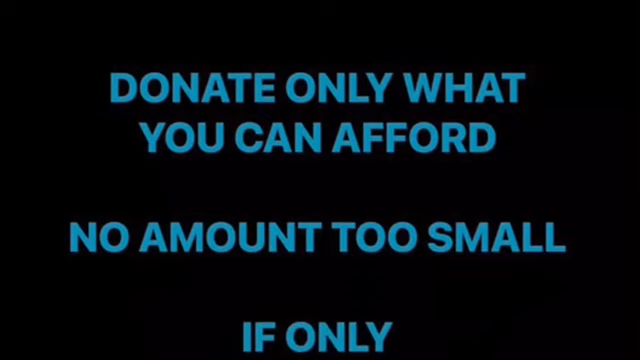 DONATE ONLY WHAT
YOU CAN AFFORD
NO AMOUNT TOO SMALL
IF ONLY